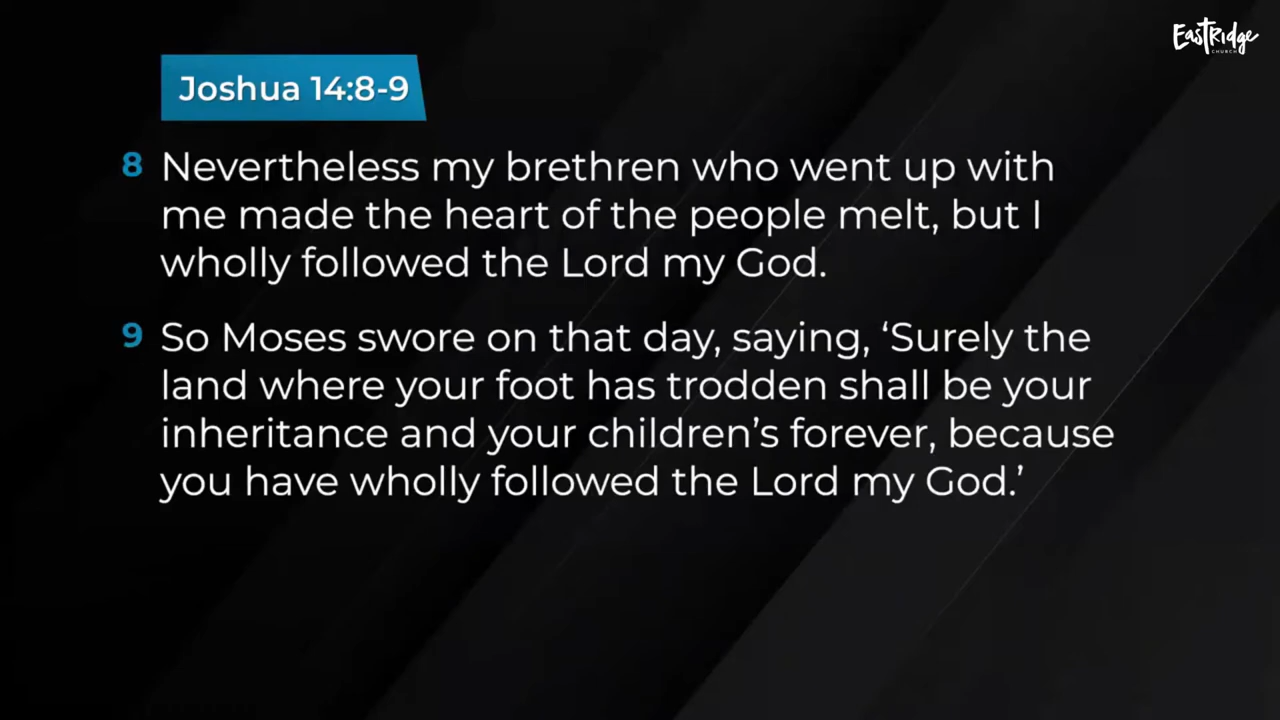 EastRidge
CHURCH
Joshua 14:8-9
8 Nevertheless my brethren who went up with
me made the heart of the people melt, but I
wholly followed the Lord my God.
9 So Moses swore on that day, saying, ‘Surely the
land where your foot has trodden shall be your
inheritance and your children’s forever, because
you have wholly followed the Lord my God.’